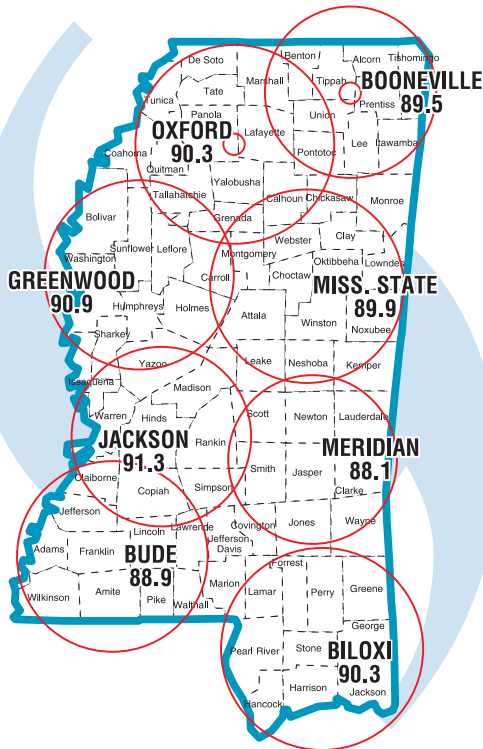 Benton
Alcorn
Tishomingo
De Soto
Marshall
Tippah
BOONEVILLE
89.5
Tate
Tunica
Prentiss
Panola
Union
OXFORD
90.3
Lafayette
Lee
Itawamba
Coahoma
Pontotoc
Quitman
Yalobusha
Tallahatchie
Calhoun
Chickasaw
Monroe
Bolivar
Grenada
Clay
Webster
Sunflower
Leflore
Montgomery
Oktibbeha
Washington
Lowndes
Carroll
Choctaw
GREENWOOD
90.9
MISS. STATE
89.9
Humphreys
Holmes
Attala
Winston
Noxubee
Sharkey
Yazoo
Leake
Neshoba
Kemper
Issaquena
Madison
Warren
Hinds
Scott
Newton
Lauderdale
JACKSON
91.3
Rankin
MERIDIAN
88.1
Smith
Jasper
Claiborne
Copiah
Simpson
Clarke
Jefferson
Lincoln
Lawrence
Covington
Jones
Wayne
Adams
Franklin
Jefferson
Davis
BUDE
88.9
Forrest
Marion
Lamar
Perry
Greene
Wilkinson
Amite
Pike
Walthall
George
Pearl River
Stone
BILOXI
90.3
Harrison
Jackson
Hancock